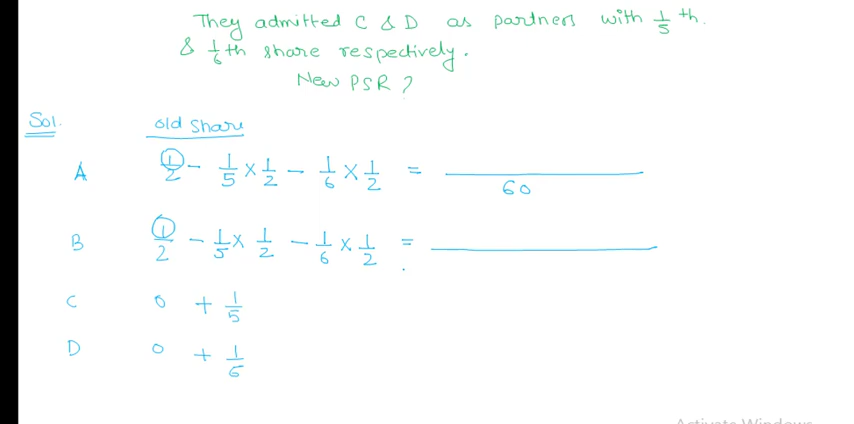 They admitted C & D as partners with 1/5 th.
& 1/6 th share respectively.
New PSR ?
Sol.
old share
A 1/2 - 1/5 × 1/2 - 1/6 × 1/2 = /60
B 1/2 - 1/5 × 1/2 - 1/6 × 1/2 =
C 0 + 1/5
D 0 + 1/6